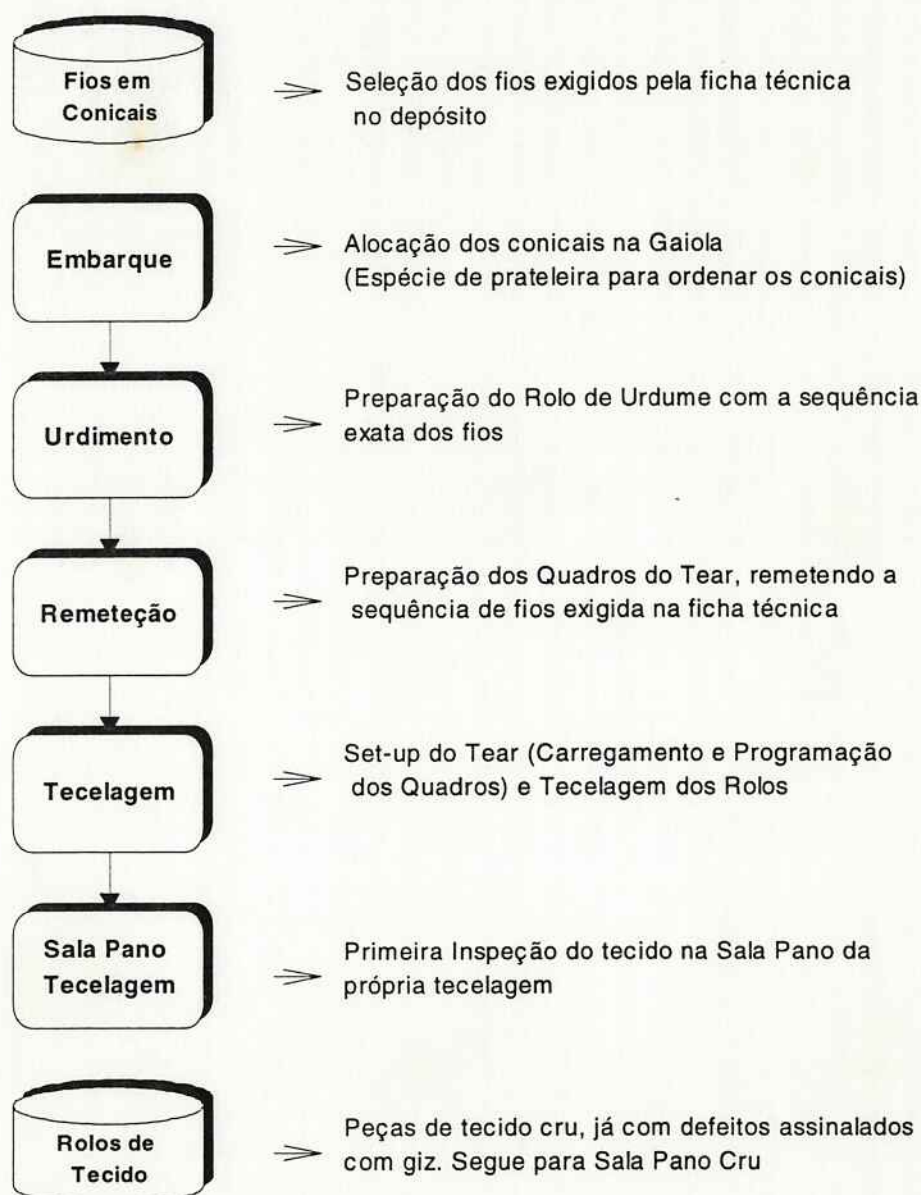 Fios em
Conicais
Seleção dos fios exigidos pela ficha técnica
no depósito
Embarque
Alocação dos conicais na Gaiola
(Espécie de prateleira para ordenar os conicais)
Urdimento
Preparação do Rolo de Urdume com a sequência
exata dos fios
Remeteção
Preparação dos Quadros do Tear, remetendo a
sequência de fios exigida na ficha técnica
Tecelagem
Set-up do Tear (Carregamento e Programação
dos Quadros) e Tecelagem dos Rolos
Sala Pano
Tecelagem
Primeira Inspeção do tecido na Sala Pano da
própria tecelagem
Rolos de
Tecido
Peças de tecido cru, já com defeitos assinalados
com giz. Segue para Sala Pano Cru